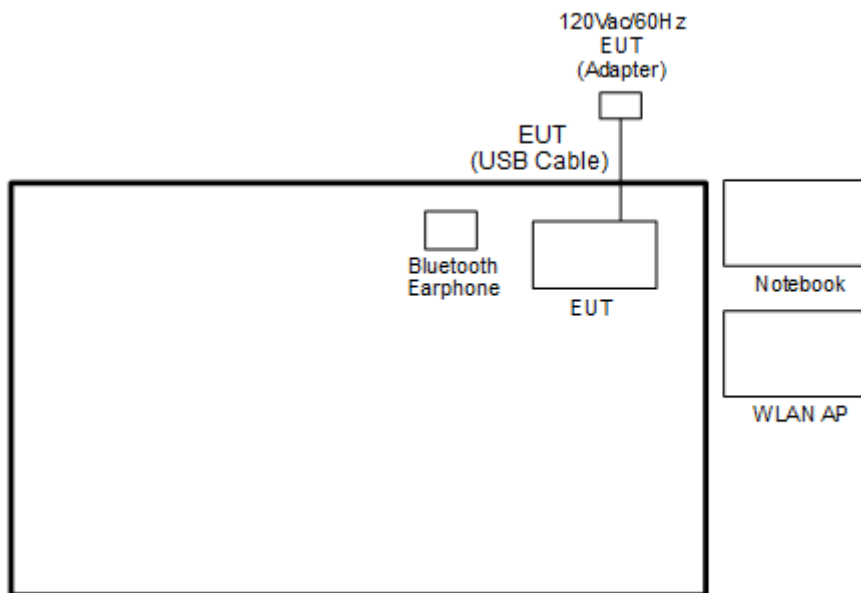 120Vac/60Hz
EUT
(Adapter)
EUT
(USB Cable)
Bluetooth
Earphone
EUT
Notebook
WLAN AP